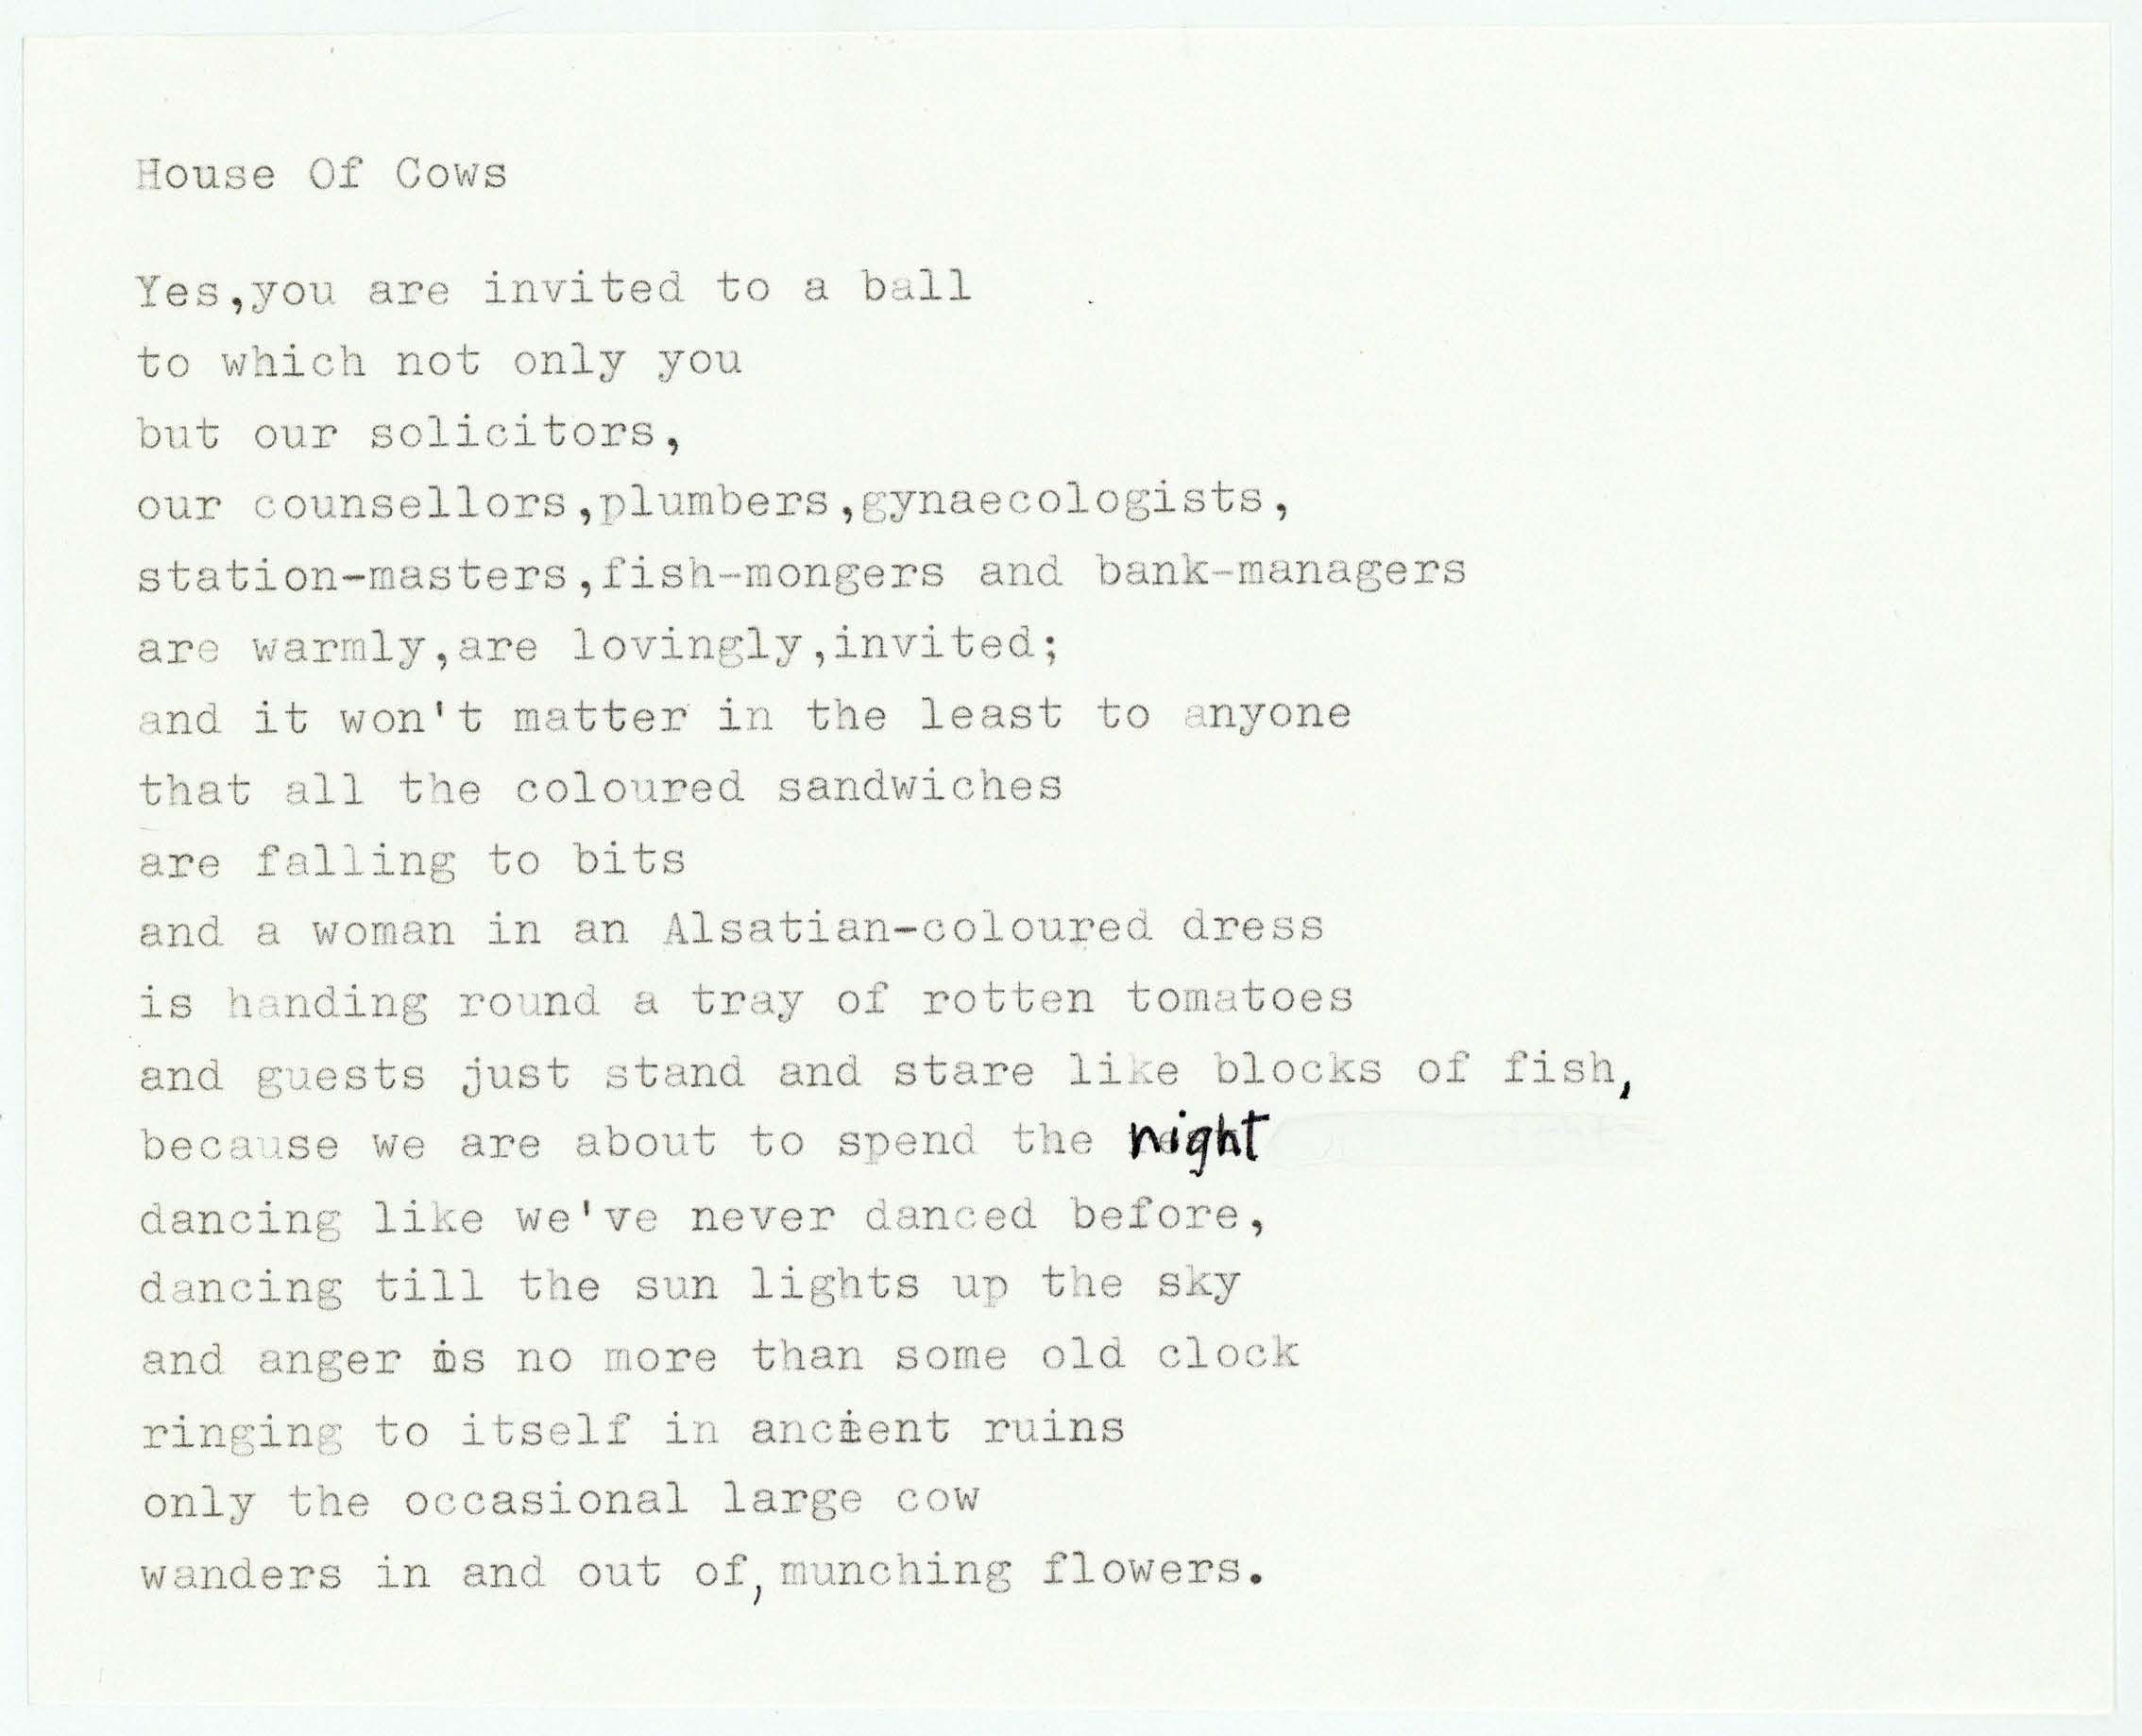 House Of Cows
Yes,you are invited to a ball
to which not only you
but our solicitors,
our counsellors,plumbers,gynaecologists,
station-masters,fish-mongers and bank-managers
are warmly,are lovingly,invited;
and it won't matter in the least to anyone
that all the coloured sandwiches
are falling to bits
and a woman in an Alsatian-coloured dress
is handing round a tray of rotten tomatoes
and guests just stand and stare like blocks of fish,
because we are about to spend the night
dancing like we've never danced before,
dancing till the sun lights up the sky
and anger is no more than some old clock
ringing to itself in ancient ruins
only the occasional large cow
wanders in and out of, munching flowers.